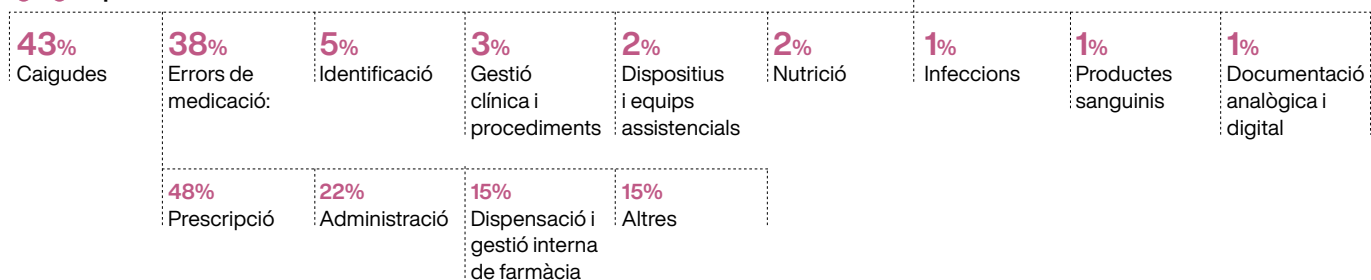 43%
Caigudes
38%
Errors de
medicació:
5%
Identificació
3%
Gestió
clínica i
procediments
2%
Dispositius
i equips
assistencials
2%
Nutrició
1%
Infeccions
1%
Productes
sanguinis
1%
Documentació
analògica i
digital
48%
Prescripció
22%
Administració
15%
Dispensació i
gestió interna
de farmàcia
15%
Altres